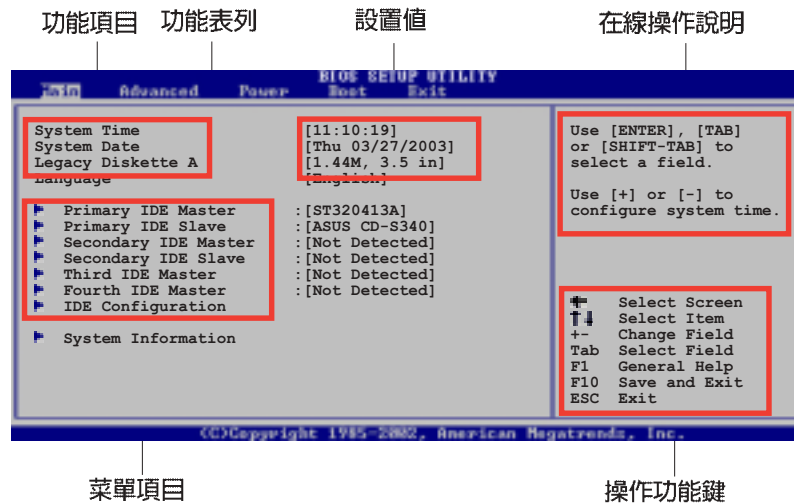 功能項目 功能表列 設置值 在線操作說明
BIOS SETUP UTILITY
Main Advanced Power Boot Exit
System Time [11:10:19]
System Date [Thu 03/27/2003]
Legacy Diskette A [1.44M, 3.5 in]
Language [English]
Primary IDE Master :[ST320413A]
Primary IDE Slave :[ASUS CD-S340]
Secondary IDE Master :[Not Detected]
Secondary IDE Slave :[Not Detected]
Third IDE Master :[Not Detected]
Fourth IDE Master :[Not Detected]
IDE Configuration
System Information
Use [ENTER], [TAB]
or [SHIFT-TAB] to
select a field.
Use [+] or [-] to
configure system time.
Select Screen
↑↓ Select Item
+- Change Field
Tab Select Field
F1 General Help
F10 Save and Exit
ESC Exit
(C)Copyright 1985-2002, American Megatrends, Inc.
菜單項目 操作功能鍵